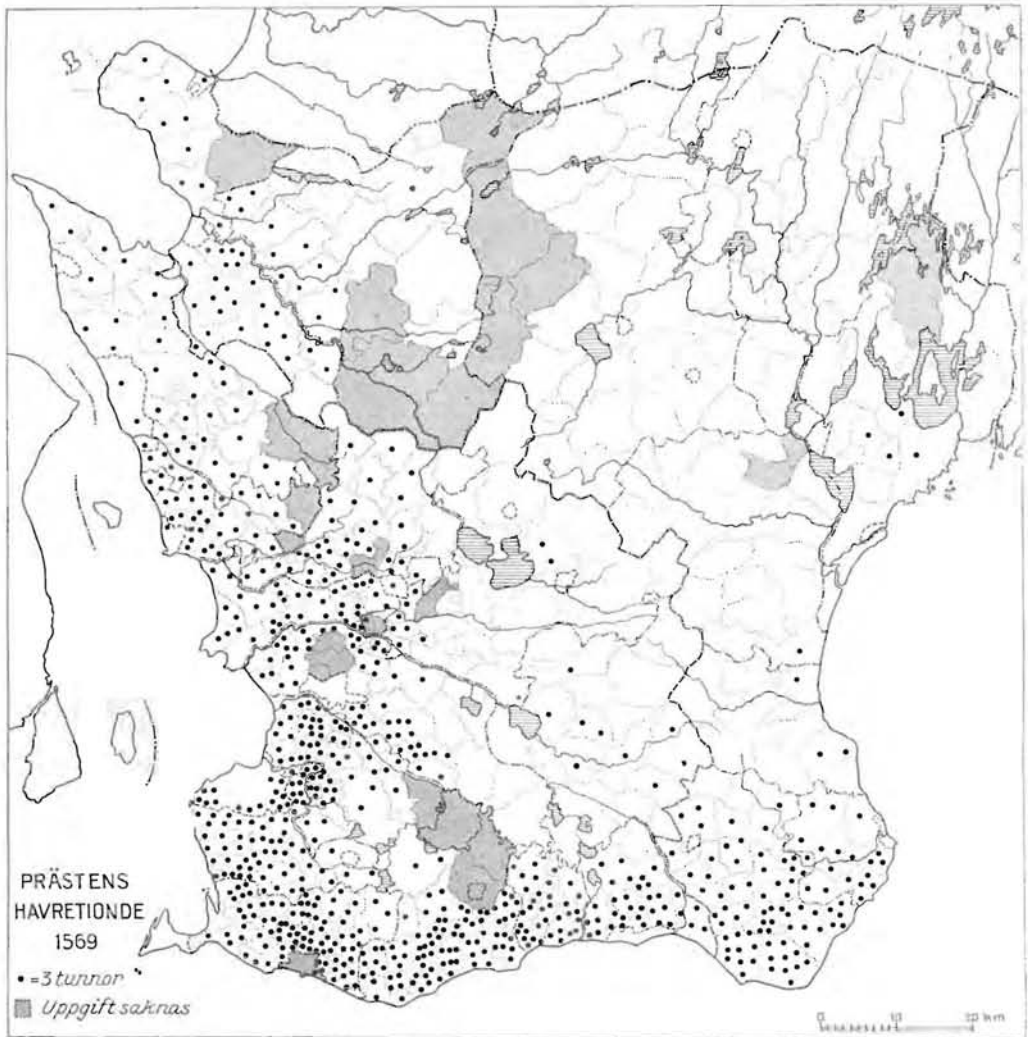 PRÄSTENS
HAVRETIONDE
1569
• =3 tunnor
Uppgift saknas
0 10 20 km